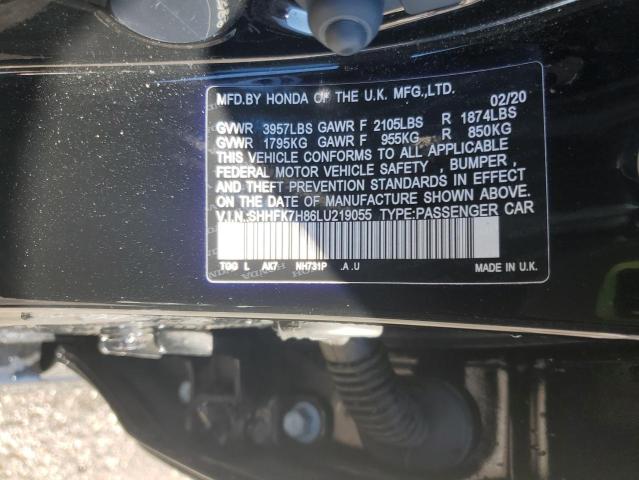 MFD.BY HONDA OF THE U.K. MFG.,LTD. 02/20
GVWR 3957LBS GAWR F 2105LBS R 1874LBS
GVWR 1795KG GAWR F 955KG R 850KG
THIS VEHICLE CONFORMS TO ALL APPLICABLE
FEDERAL MOTOR VEHICLE SAFETY , BUMPER ,
AND THEFT PREVENTION STANDARDS IN EFFECT
ON THE DATE OF MANUFACTURE SHOWN ABOVE.
V.I.N.:SHHFK7H86LU219055 TYPE:PASSENGER CAR
TGG L AK7 NH731P .A.U MADE IN U.K.